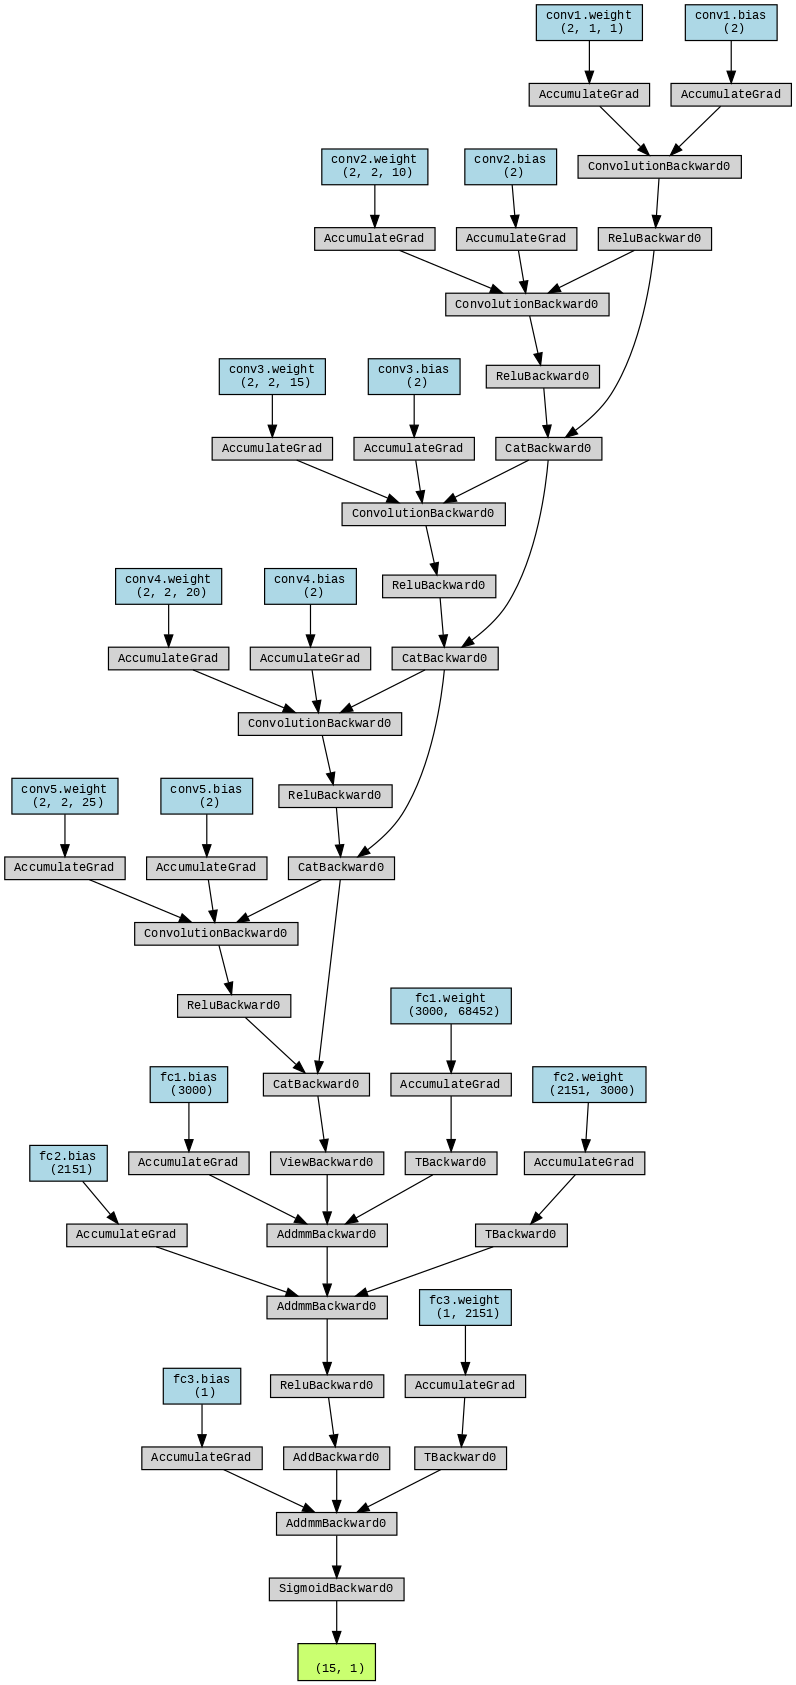 conv1.weight
(2, 1, 1)
conv1.bias
(2)
AccumulateGrad
AccumulateGrad
ConvolutionBackward0
conv2.weight
(2, 2, 10)
conv2.bias
(2)
AccumulateGrad
AccumulateGrad
ReluBackward0
ConvolutionBackward0
ReluBackward0
conv3.weight
(2, 2, 15)
conv3.bias
(2)
AccumulateGrad
AccumulateGrad
CatBackward0
ConvolutionBackward0
ReluBackward0
conv4.weight
(2, 2, 20)
conv4.bias
(2)
AccumulateGrad
AccumulateGrad
CatBackward0
ConvolutionBackward0
ReluBackward0
conv5.weight
(2, 2, 25)
conv5.bias
(2)
AccumulateGrad
AccumulateGrad
CatBackward0
ConvolutionBackward0
ReluBackward0
fc1.weight
(3000, 68452)
fc1.bias
(3000)
CatBackward0
AccumulateGrad
fc2.weight
(2151, 3000)
fc2.bias
(2151)
AccumulateGrad
ViewBackward0
TBackward0
AccumulateGrad
AccumulateGrad
AddmmBackward0
TBackward0
AddmmBackward0
fc3.weight
(1, 2151)
fc3.bias
(1)
ReluBackward0
AccumulateGrad
AccumulateGrad
AddBackward0
TBackward0
AddmmBackward0
SigmoidBackward0
(15, 1)